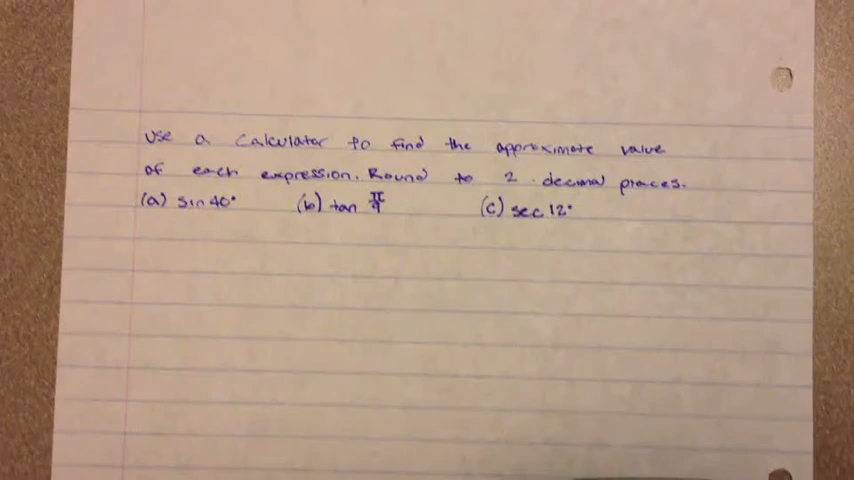 use a calculator to find the approximate value
of each expression. Round to 2 decimal places.
(a) sin 40° (b) tan π/9 (c) sec 12°